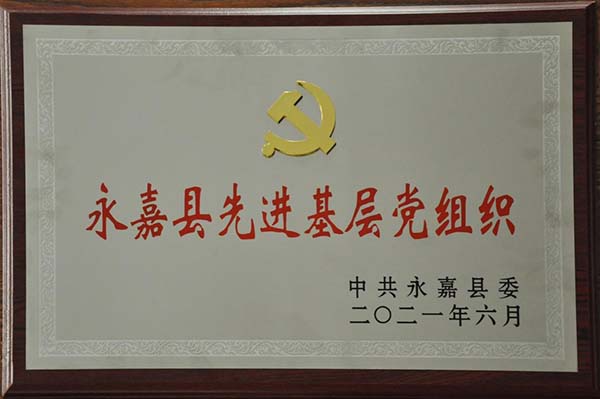 永嘉县先进基层党组织
中共永嘉县委
二〇二一年六月